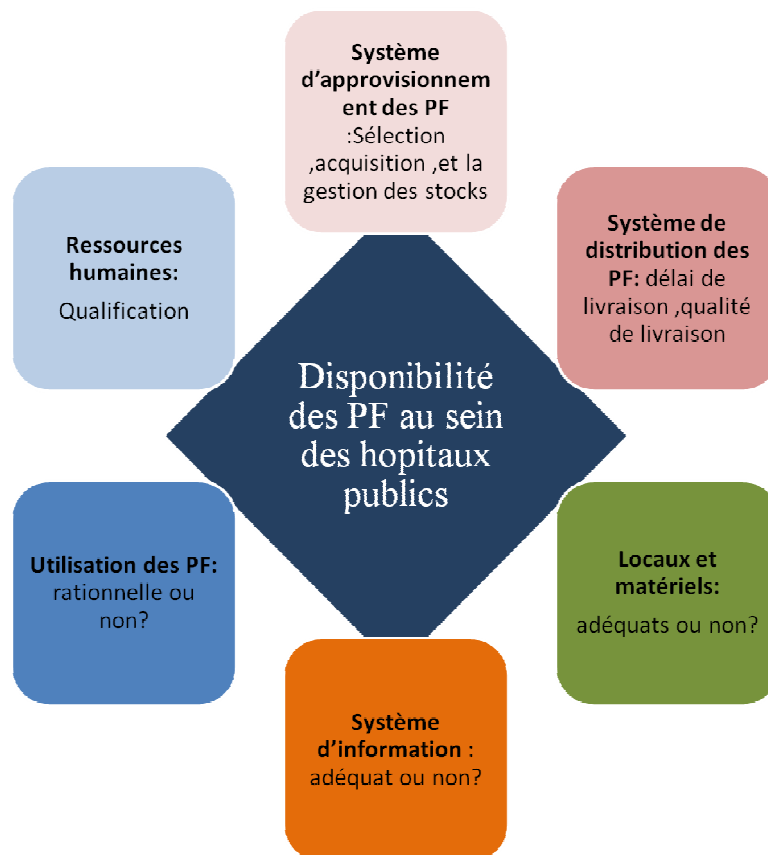 Système
d’approvisionnem
ent des PF
:Sélection
,acquisition ,et la
gestion des stocks
Ressources
humaines:
Qualification
Système de
distribution des
PF: délai de
livraison ,qualité
de livraison
Disponibilité
des PF au sein
des hopitaux
publics
Utilisation des PF:
rationnelle ou
non?
Locaux et
matériels:
adéquats ou non?
Système
d’information :
adéquat ou non?